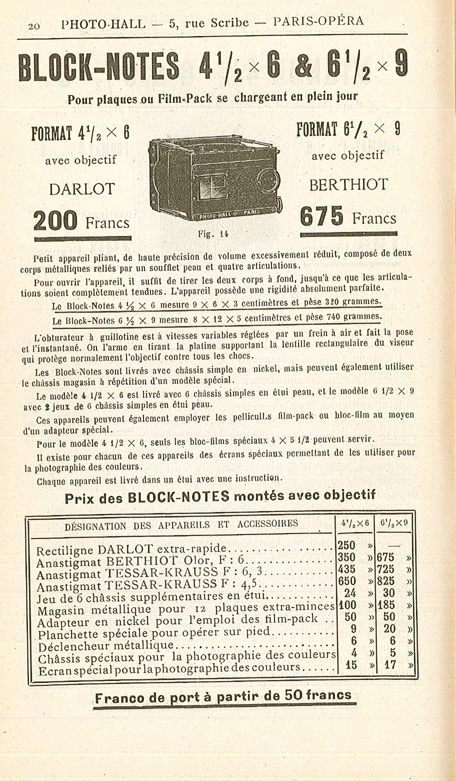 20 PHOTO-HALL — 5, rue Scribe — PARIS-OPÉRA
BLOCK-NOTES 4 1/2 × 6 & 6 1/2 × 9
Pour plaques ou Film-Pack se chargeant en plein jour
FORMAT 4 1/2 × 6
avec objectif
DARLOT
200 Francs
PHOTO-HALL PARIS
Fig. 14
FORMAT 6 1/2 × 9
avec objectif
BERTHIOT
675 Francs
Petit appareil pliant, de haute précision de volume excessivement réduit, composé de deux
corps métalliques reliés par un soufflet peau et quatre articulations.
Pour ouvrir l'appareil, il suffit de tirer les deux corps à fond, jusqu'à ce que les articula-
tions soient complètement tendues. L'appareil possède une rigidité absolument parfaite.
Le Block-Notes 4 ½ × 6 mesure 9 × 6 × 3 centimètres et pèse 320 grammes.
Le Block-Notes 6 ½ × 9 mesure 8 × 12 × 5 centimètres et pèse 740 grammes.
L'obturateur à guillotine est à vitesses variables réglées par un frein à air et fait la pose
et l'instantané. On l'arme en tirant la platine supportant la lentille rectangulaire du viseur
qui protège normalement l'objectif contre tous les chocs.
Les Block-Notes sont livrés avec châssis simple en nickel, mais peuvent également utiliser
le châssis magasin à répétition d'un modèle spécial.
Le modèle 4 1/2 × 6 est livré avec 6 châssis simples en étui peau, et le modèle 6 1/2 × 9
avec 2 jeux de 6 châssis simples en étui peau.
Ces appareils peuvent également employer les pelliculLs film-pack ou bloc-film au moyen
d'un adapteur spécial.
Pour le modèle 4 1/2 × 6, seuls les bloc-films spéciaux 4 × 5 1/2 peuvent servir.
Il existe pour chacun de ces appareils des écrans spéciaux permettant de les utiliser pour
la photographie des couleurs.
Chaque appareil est livré dans un étui avec une instruction.
Prix des BLOCK-NOTES montés avec objectif
DÉSIGNATION DES APPAREILS ET ACCESSOIRES 4 1/2×6 6 1/2×9
Rectiligne DARLOT extra-rapide.......... 250 » —
Anastigmat BERTHIOT Olor, F : 6........ 350 » 675 »
Anastigmat TESSAR-KRAUSS F : 6, 3........ 435 » 725 »
Anastigmat TESSAR-KRAUSS F : 4,5........ 650 » 825 »
Jeu de 6 châssis supplémentaires en étui........ 24 » 30 »
Magasin métallique pour 12 plaques extra-minces 100 » 185 »
Adapteur en nickel pour l'emploi des film-pack .. 50 » 50 »
Planchette spéciale pour opérer sur pied........ 9 » 20 »
Déclencheur métallique........ 6 » 6 »
Châssis spéciaux pour la photographie des couleurs 4 » 5 »
Ecran spécial pour la photographie des couleurs...... 15 » 17 »
Franco de port à partir de 50 francs